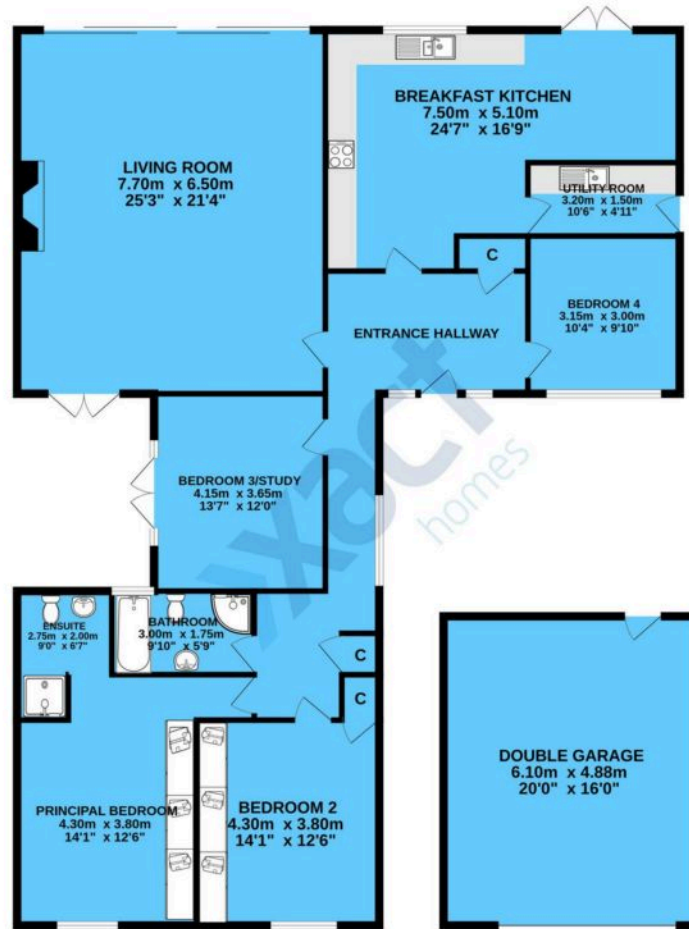 LIVING ROOM
7.70m x 6.50m
25'3" x 21'4"
BREAKFAST KITCHEN
7.50m x 5.10m
24'7" x 16'9"
UTILITY ROOM
3.20m x 1.50m
10'6" x 4'11"
C
BEDROOM 4
3.15m x 3.00m
10'4" x 9'10"
ENTRANCE HALLWAY
BEDROOM 3/STUDY
4.15m x 3.65m
13'7" x 12'0"
xact
homes
ENSUITE
2.75m x 2.00m
9'0" x 6'7"
BATHROOM
3.00m x 1.75m
9'10" x 5'9"
C
C
PRINCIPAL BEDROOM
4.30m x 3.80m
14'1" x 12'6"
BEDROOM 2
4.30m x 3.80m
14'1" x 12'6"
DOUBLE GARAGE
6.10m x 4.88m
20'0" x 16'0"